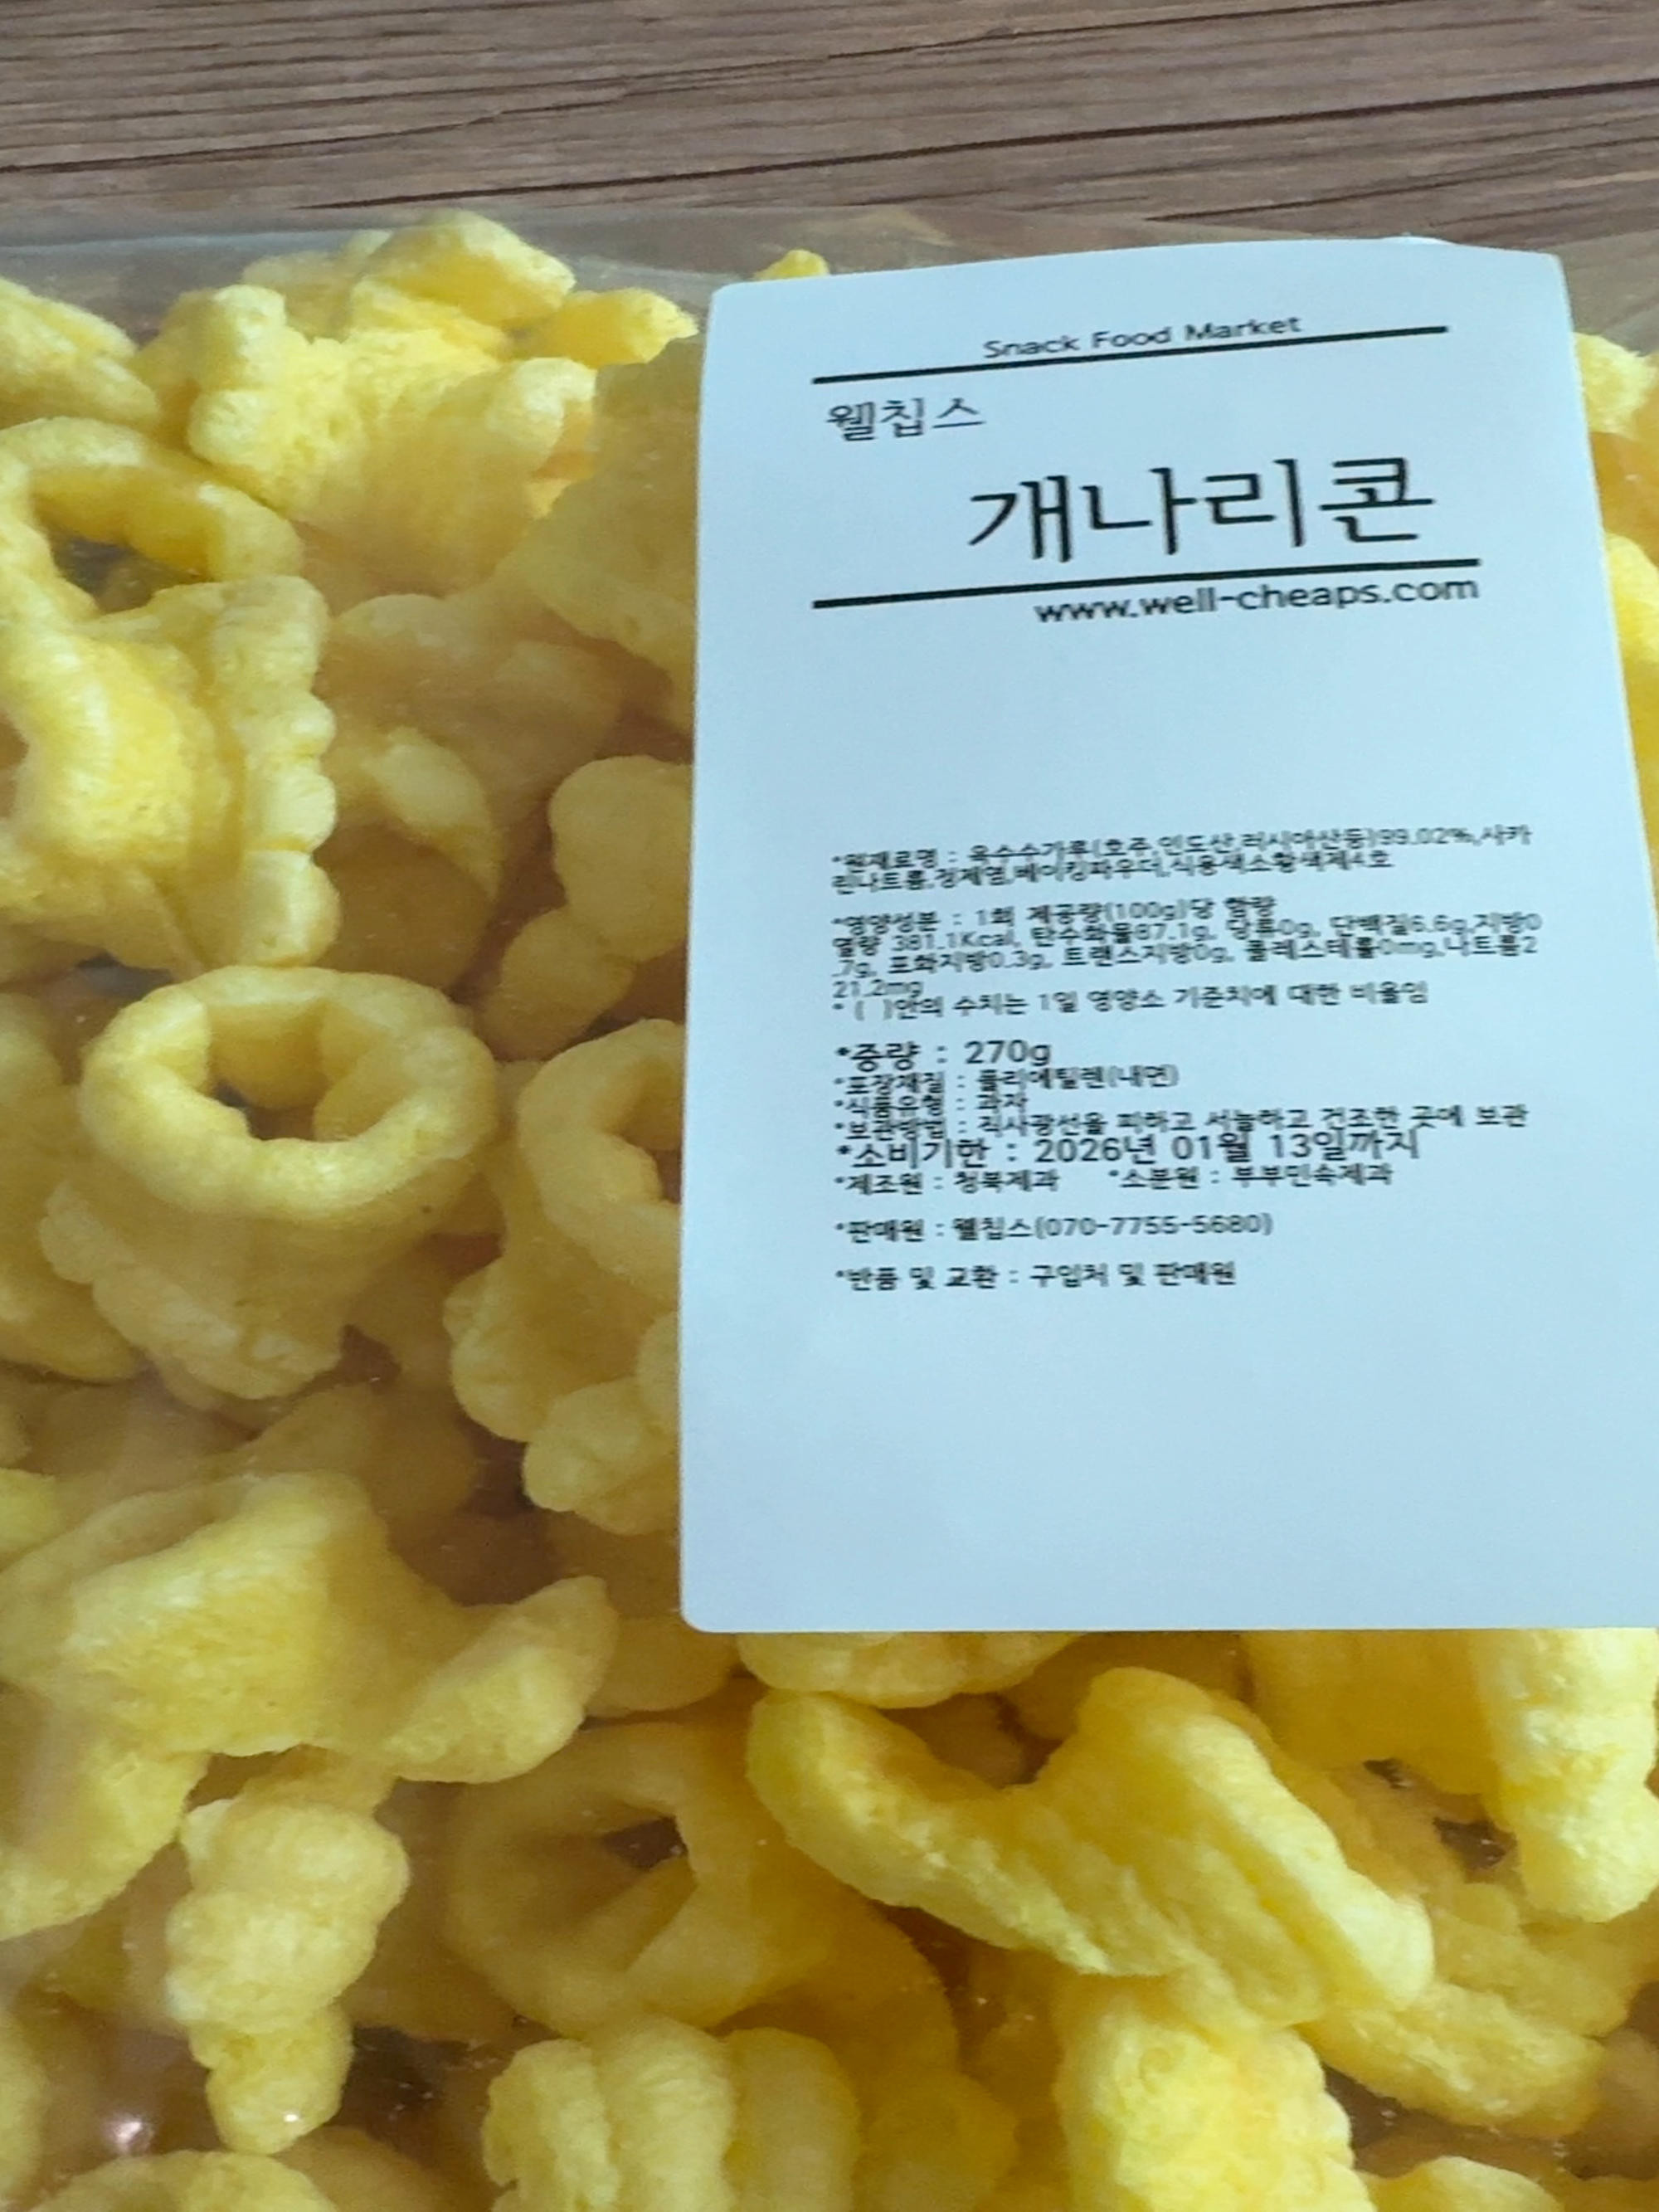 Snack Food Market
웰칩스
개나리콘
www.well-cheaps.com
*원재료명 : 옥수수가루(호주,인도산,러시아산등)99.02%,사카
린나트륨,정제염,베이킹파우더,식용색소황색제4호
*영양성분 : 1회 제공량(100g)당 함량
열량 381.1Kcal, 탄수화물87.1g, 당류0g, 단백질6.6g,지방0
.7g, 포화지방0.3g, 트랜스지방0g, 콜레스테롤0mg,나트륨2
21.2mg
* ( )안의 수치는 1일 영양소 기준치에 대한 비율임
*중량 : 270g
*포장재질 : 폴리에틸렌(내면)
*식품유형 : 과자
*보관방법 : 직사광선을 피하고 서늘하고 건조한 곳에 보관
*소비기한 : 2026년 01월 13일까지
*제조원 : 청북제과 *소분원 : 부부민속제과
*판매원 : 웰칩스(070-7755-5680)
*반품 및 교환 : 구입처 및 판매원